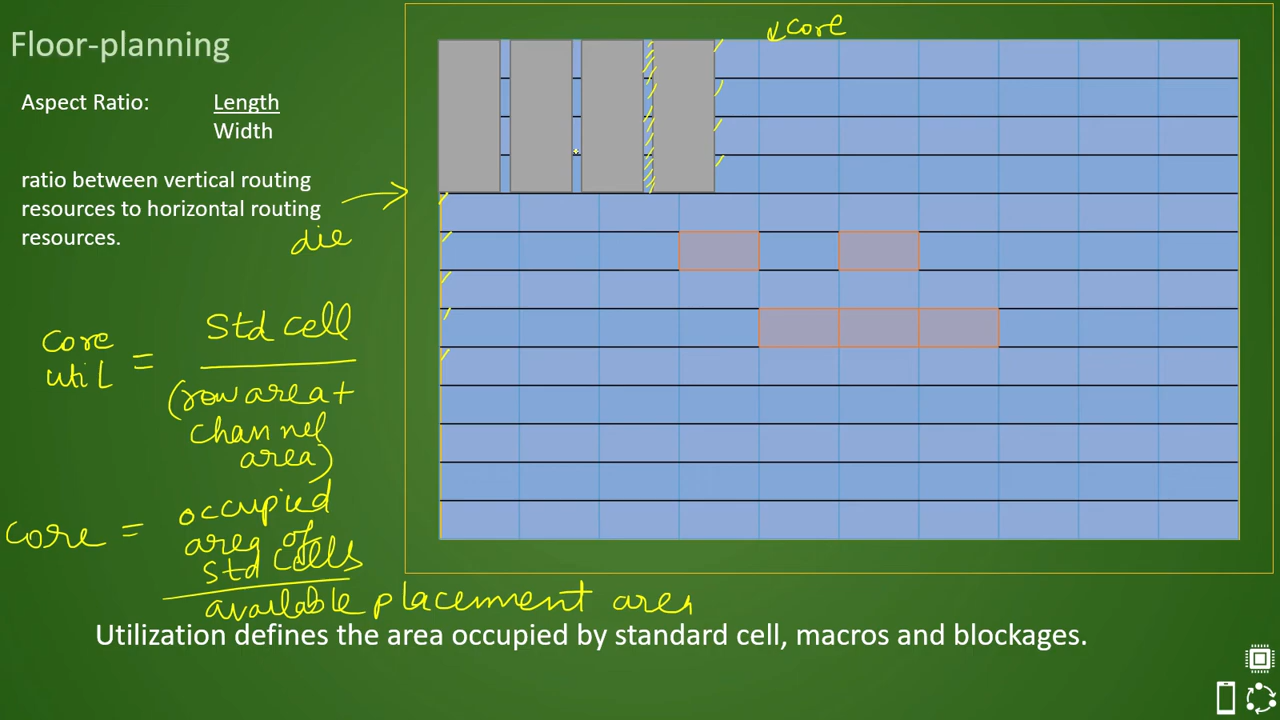 Floor-planning
Aspect Ratio: Length
Width
ratio between vertical routing
resources to horizontal routing
resources.
die
core
core
util = Std cell
(row area +
channel
area)
core = occupied
area of
std cells
available placement area
Utilization defines the area occupied by standard cell, macros and blockages.